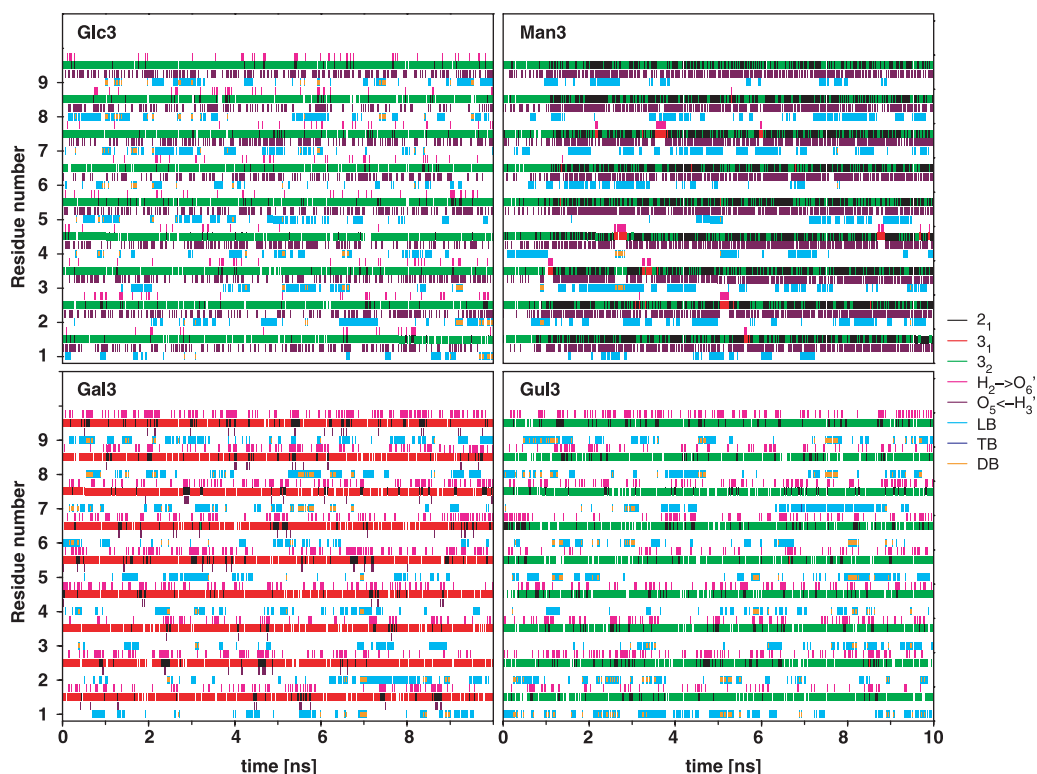 Glc3
Man3
Residue number
9
8
7
6
5
4
3
2
1
2₁
3₁
3₂
H₂–>O₆'
O₅<–H₃'
LB
TB
DB
Gal3
Gul3
Residue number
9
8
7
6
5
4
3
2
1
0 2 4 6 8 0 2 4 6 8 10
time [ns] time [ns]